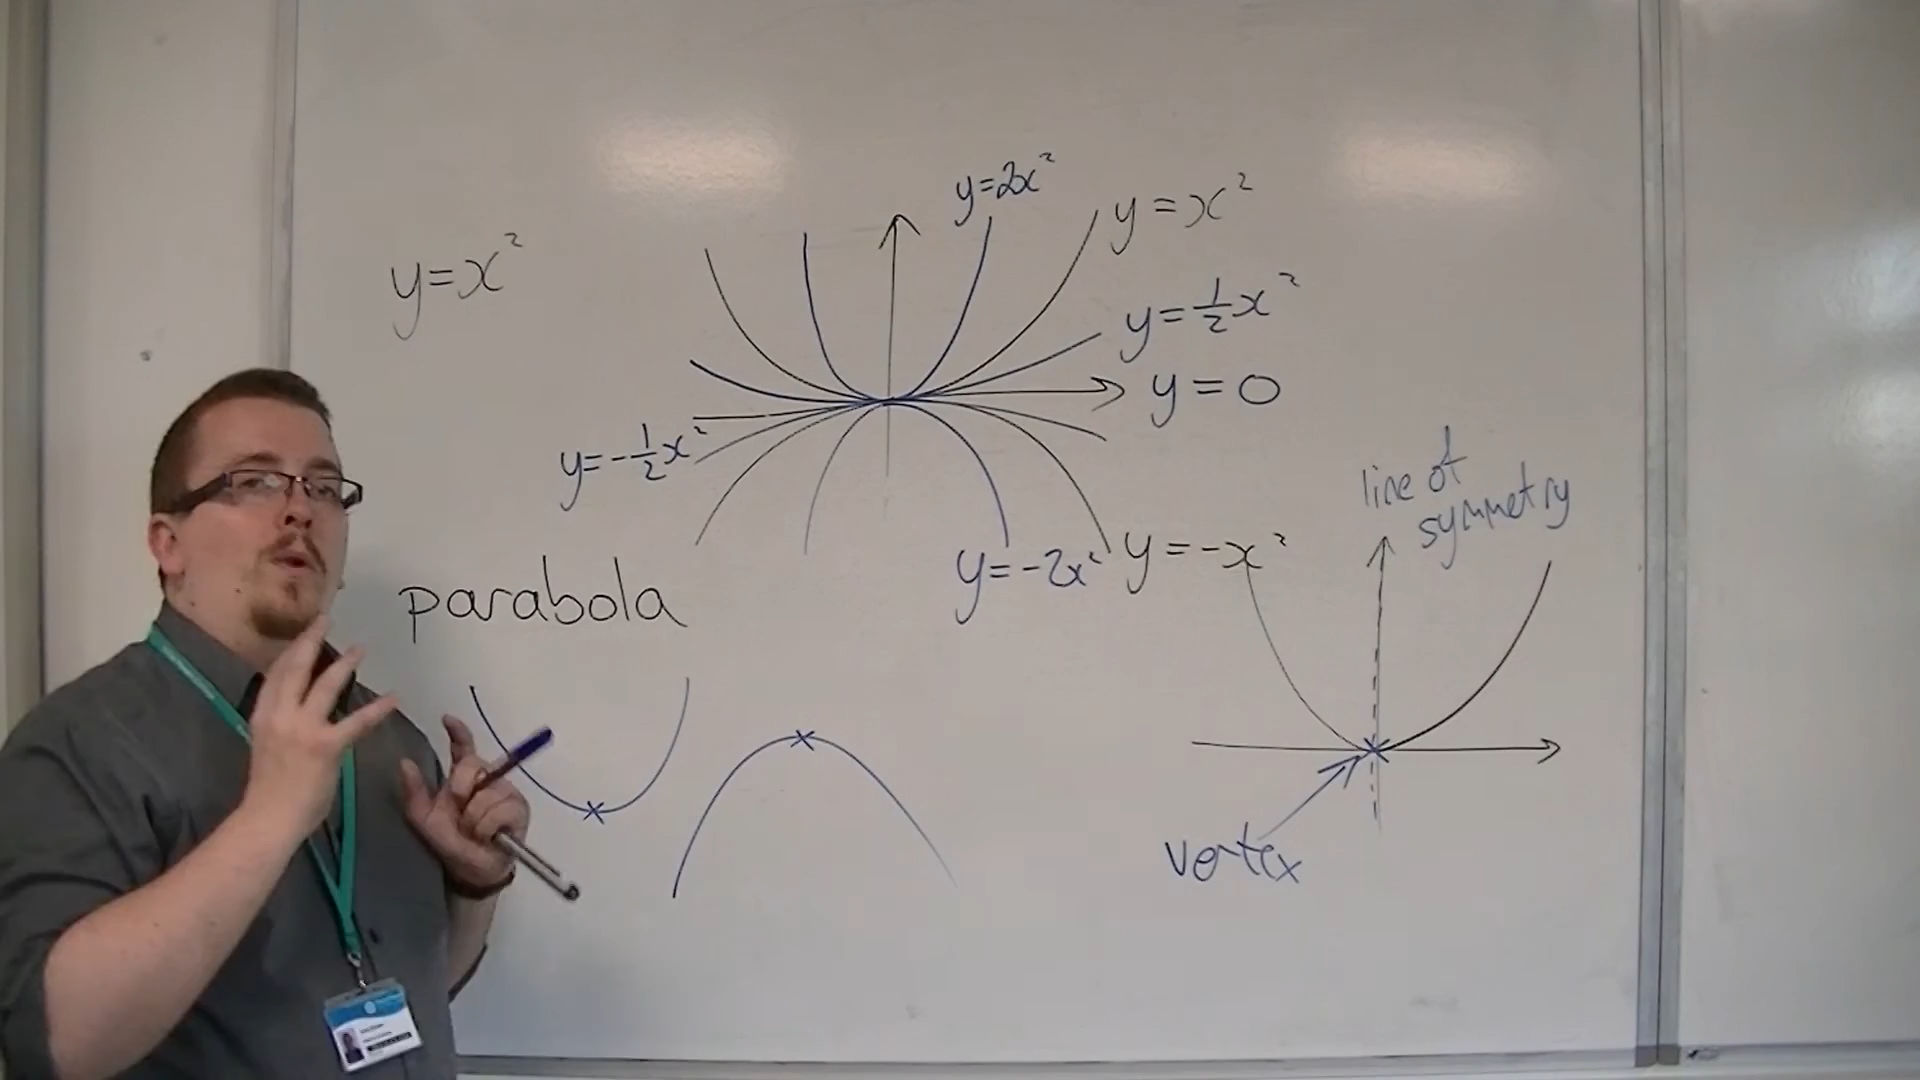 y=2x²
y=x²
y=x²
y=½x²
y=0
y=-½x²
line of
symmetry
y=-2x²
y=-x²
parabola
vertex